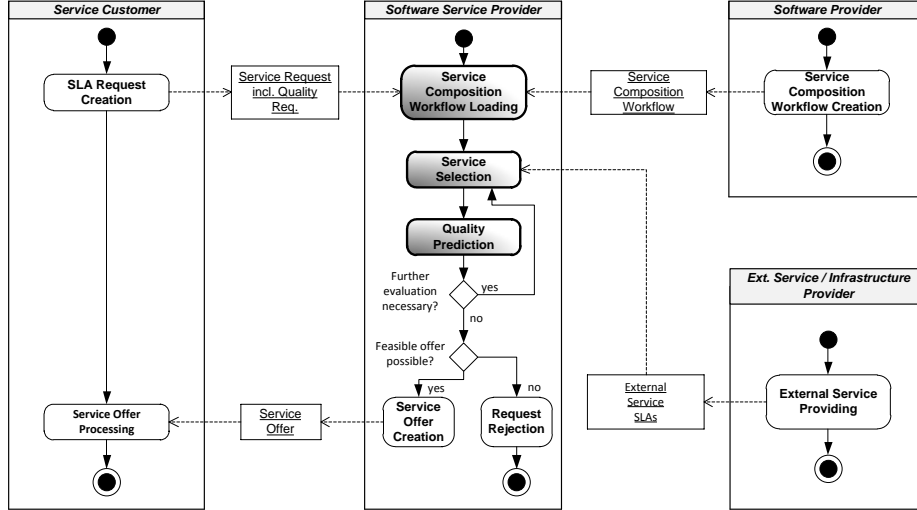 Service Customer
Software Service Provider
Software Provider
SLA Request
Creation
Service Request
incl. Quality
Req.
Service
Composition
Workflow Loading
Service
Composition
Workflow
Service
Composition
Workflow Creation
Service
Selection
Quality
Prediction
Further
evaluation
necessary?
yes
no
Feasible offer
possible?
yes
no
Ext. Service / Infrastructure
Provider
External Service
Providing
External
Service
SLAs
Service Offer
Processing
Service
Offer
Service
Offer
Creation
Request
Rejection